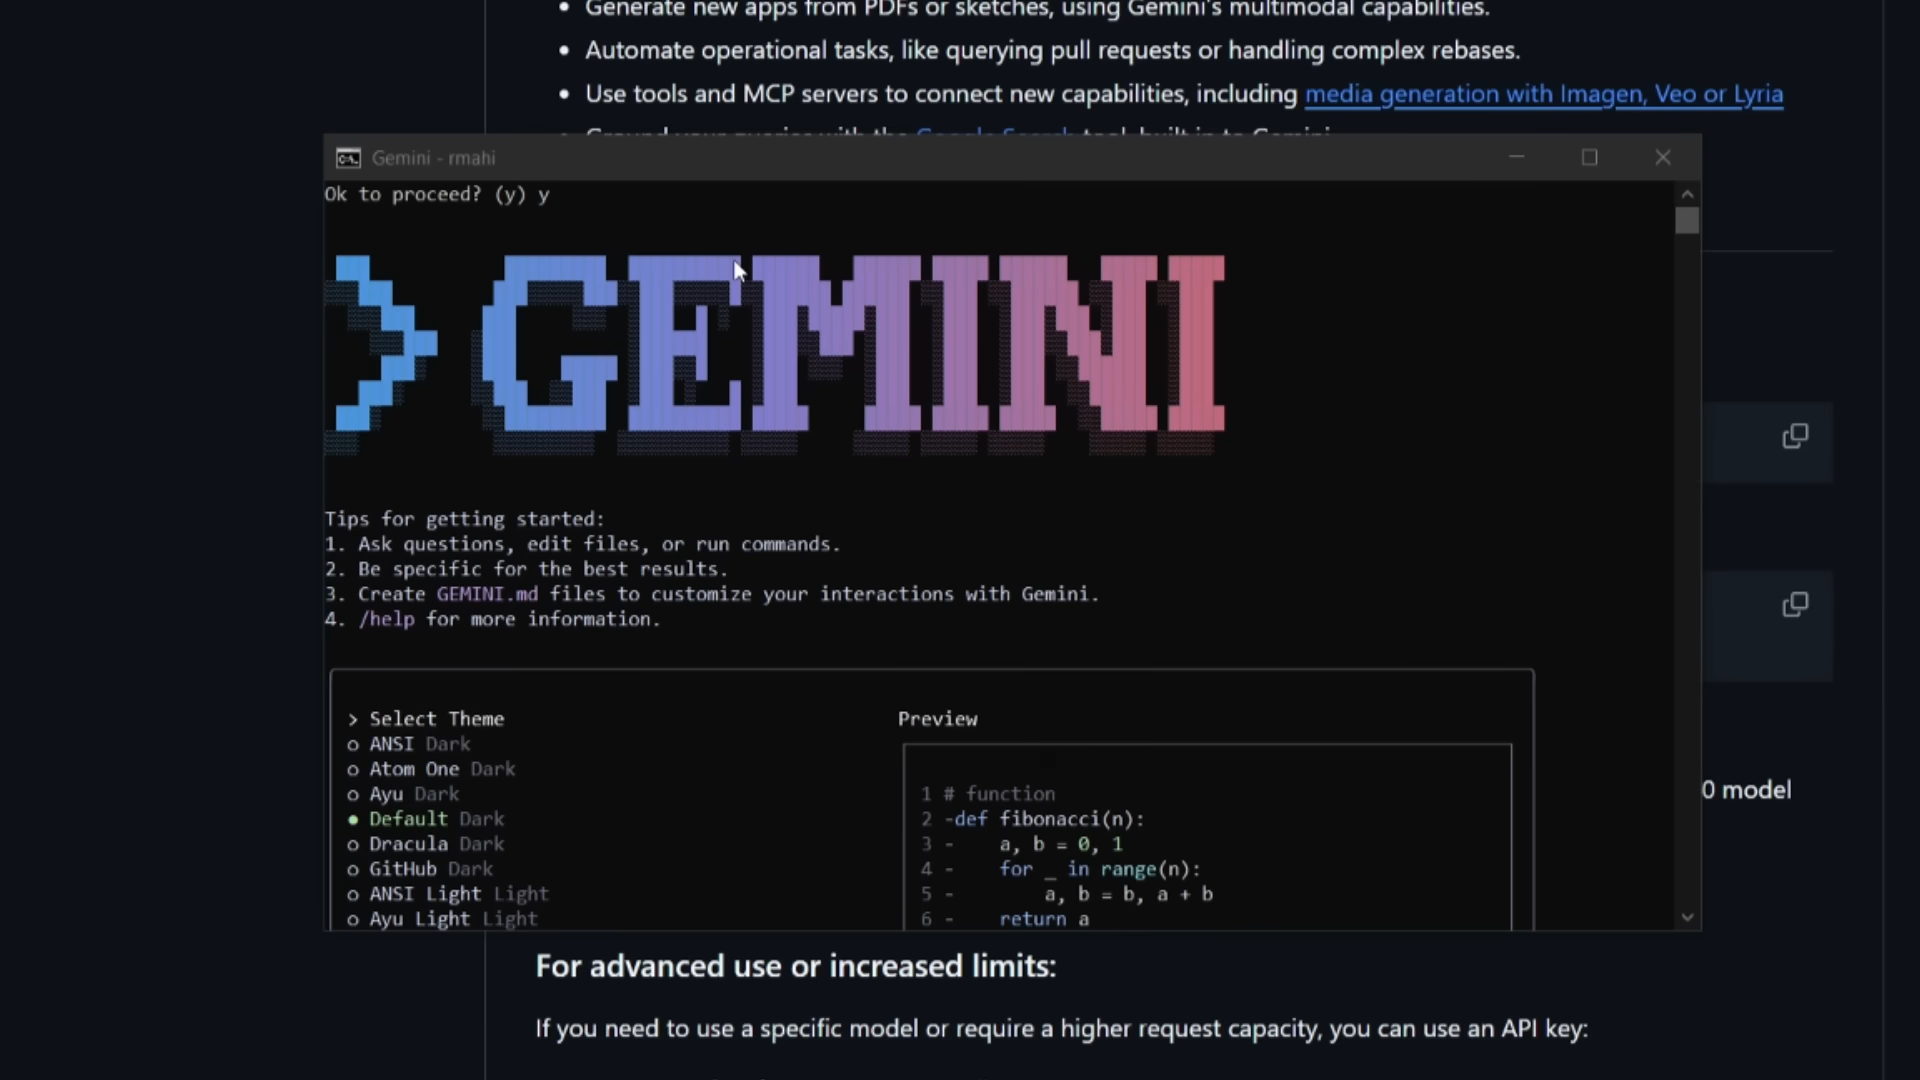 • Generate new apps from PDFs or sketches, using Gemini's multimodal capabilities.
• Automate operational tasks, like querying pull requests or handling complex rebases.
• Use tools and MCP servers to connect new capabilities, including media generation with Imagen, Veo or Lyria
Gemini - rmahi
Ok to proceed? (y) y
> GEMINI
Tips for getting started:
1. Ask questions, edit files, or run commands.
2. Be specific for the best results.
3. Create GEMINI.md files to customize your interactions with Gemini.
4. /help for more information.
> Select Theme
○ ANSI Dark
○ Atom One Dark
○ Ayu Dark
● Default Dark
○ Dracula Dark
○ GitHub Dark
○ ANSI Light Light
○ Ayu Light Light
Preview
1 # function
2 -def fibonacci(n):
3 -    a, b = 0, 1
4 -    for _ in range(n):
5 -        a, b = b, a + b
6 -    return a
0 model
For advanced use or increased limits:
If you need to use a specific model or require a higher request capacity, you can use an API key: